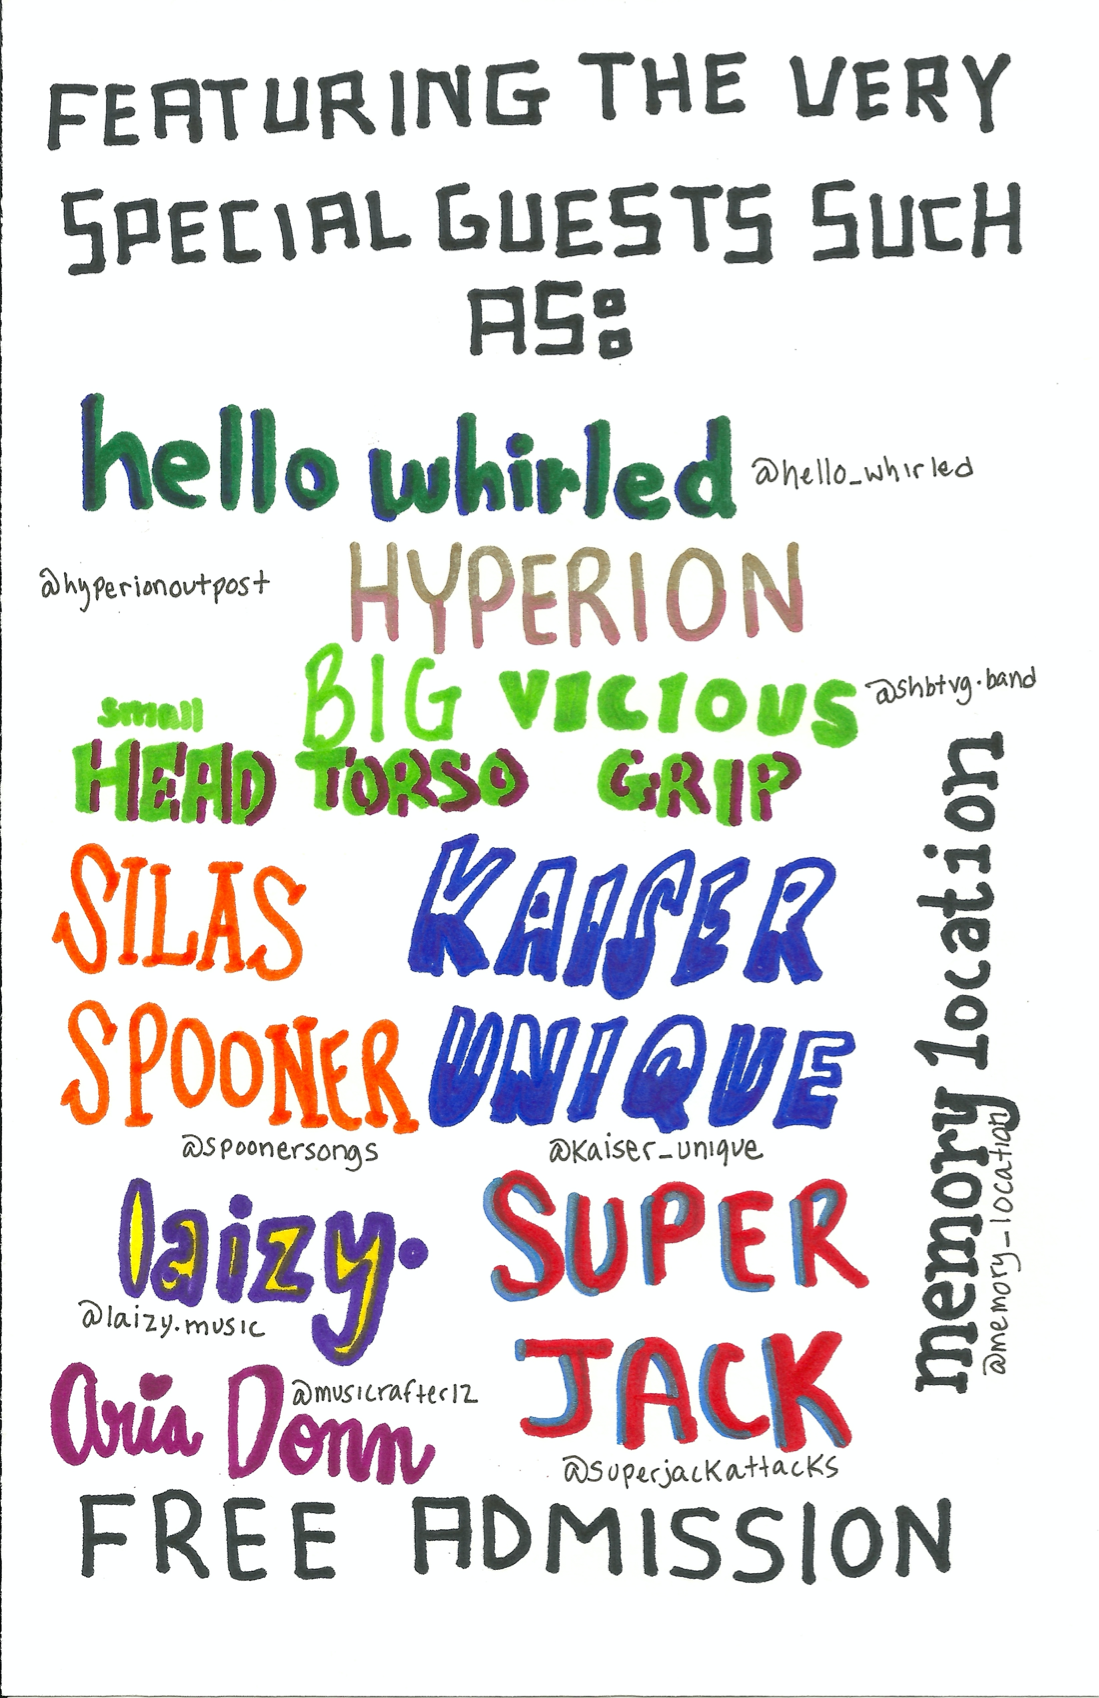 FEATURING THE VERY
SPECIAL GUESTS SUCH
AS:
hello whirled @hello_whirled
@hyperionoutpost HYPERION
small BIG VICIOUS @shbtvg.band
HEAD TORSO GRIP
SILAS KAISER
SPOONER UNIQUE
@spoonersongs @kaiser_unique
memory location
@memory_location
laizy. SUPER
@laizy.music JACK
Aria Donn @musicrafter12
@superjackattacks
FREE ADMISSION